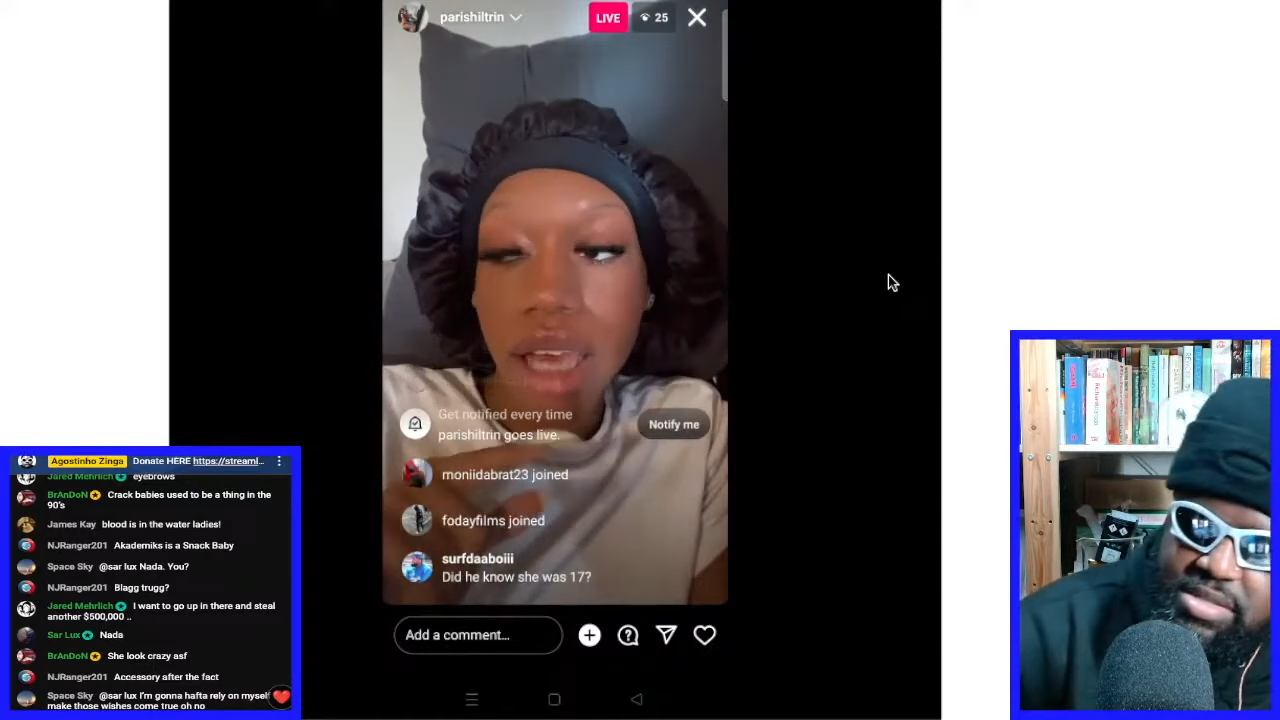 parishiltrin
LIVE
25
Get notified every time
parishiltrin goes live.
Notify me
moniidabrat23 joined
fodayfilms joined
surfdaaboiii
Did he know she was 17?
Add a comment...
Agostinho Zinga Donate HERE https://streaml...
Jared Mehrlich eyebrows
BrAnDoN Crack babies used to be a thing in the
90's
James Kay blood is in the water ladies!
NJRanger201 Akademiks is a Snack Baby
Space Sky @sar lux Nada. You?
NJRanger201 Blagg trugg?
Jared Mehrlich I want to go up in there and steal
another $500,000 ..
Sar Lux Nada
BrAnDoN She look crazy asf
NJRanger201 Accessory after the fact
Space Sky @sar lux I'm gonna hafta rely on myself
make those wishes come true oh no